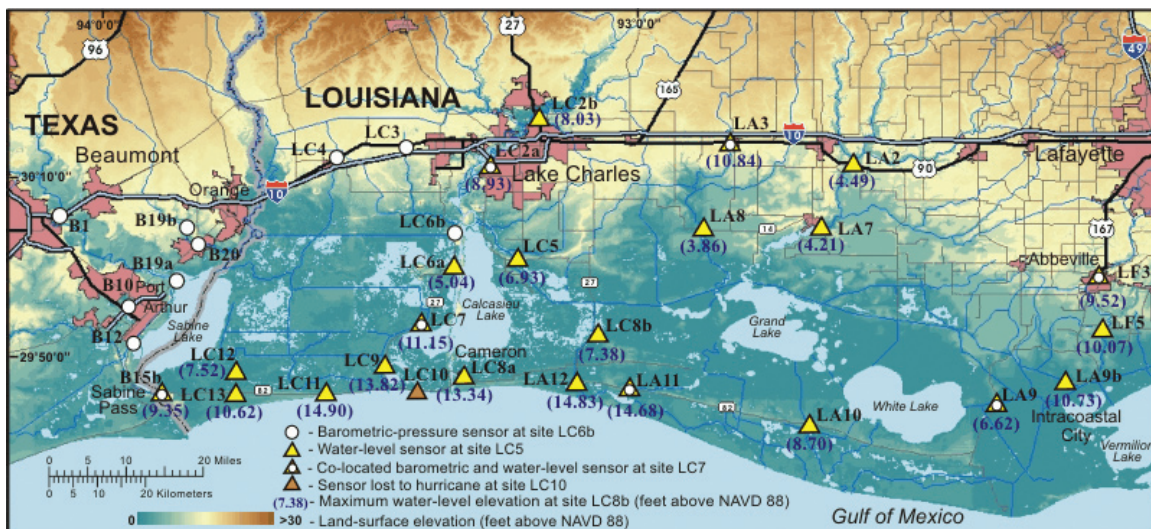 94°0'0"
93°0'0"
96
27
49
165
LOUISIANA
TEXAS
LC2b
(8.03)
LC3
LA3
10
LC4
LC2a
(10.84)
Beaumont
LA2
90
Lafayette
(4.49)
30°10'0"
Orange
10
(8.93)
Lake Charles
B1
B19b
LC6b
LA8
14
LA7
167
B20
(3.86)
(4.21)
LC5
Abbeville
B19a
LC6a
(6.93)
LF3
B10
Port
Arthur
(5.04)
27
(9.52)
27
Calcasieu
Lake
Sabine
Lake
LC7
Grand
Lake
LF5
B12
(11.15)
LC8b
(10.07)
29°50'0"
LC12
LC9
Cameron
(7.38)
(7.52)
(13.82)
LC10
LC8a
LA12
LA11
LA9b
B15b
Sabine
Pass
(9.35)
LC13
82
LC11
(13.34)
(14.83)
(14.68)
82
LA9
(10.73)
(10.62)
(14.90)
LA10
White Lake
(6.62)
Intracoastal
City
(8.70)
Vermilion
Lake
- Barometric-pressure sensor at site LC6b
- Water-level sensor at site LC5
- Co-located barometric and water-level sensor at site LC7
- Sensor lost to hurricane at site LC10
(7.38)- Maximum water-level elevation at site LC8b (feet above NAVD 88)
0 >30 - Land-surface elevation (feet above NAVD 88)
10 0 20 Miles
10 0 20 Kilometers
Gulf of Mexico